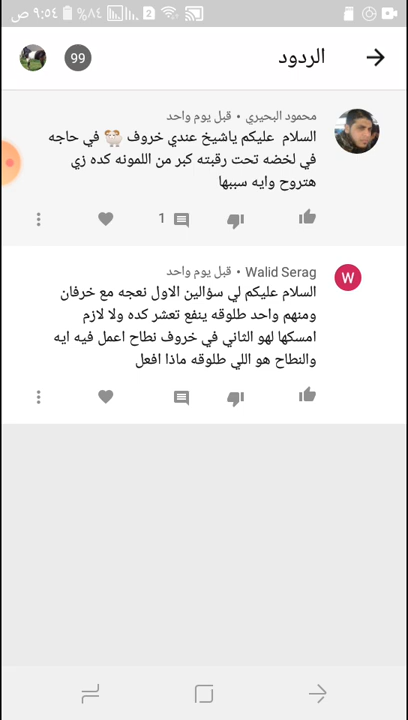 ٩:٥٤ ص
%٨٤
2
الردود
99
محمود البحيري • قبل يوم واحد
السلام عليكم ياشيخ عندي خروف 🐏 في حاجه
في لخضه تحت رقبته كبر من اللمونه كده زي
هتروح وايه سببها
1
W
Walid Serag • قبل يوم واحد
السلام عليكم لي سؤالين الاول نعجه مع خرفان
ومنهم واحد طلوقه ينفع تعشر كده ولا لازم
امسكها لهو الثاني في خروف نطاح اعمل فيه ايه
والنطاح هو اللي طلوقه ماذا افعل